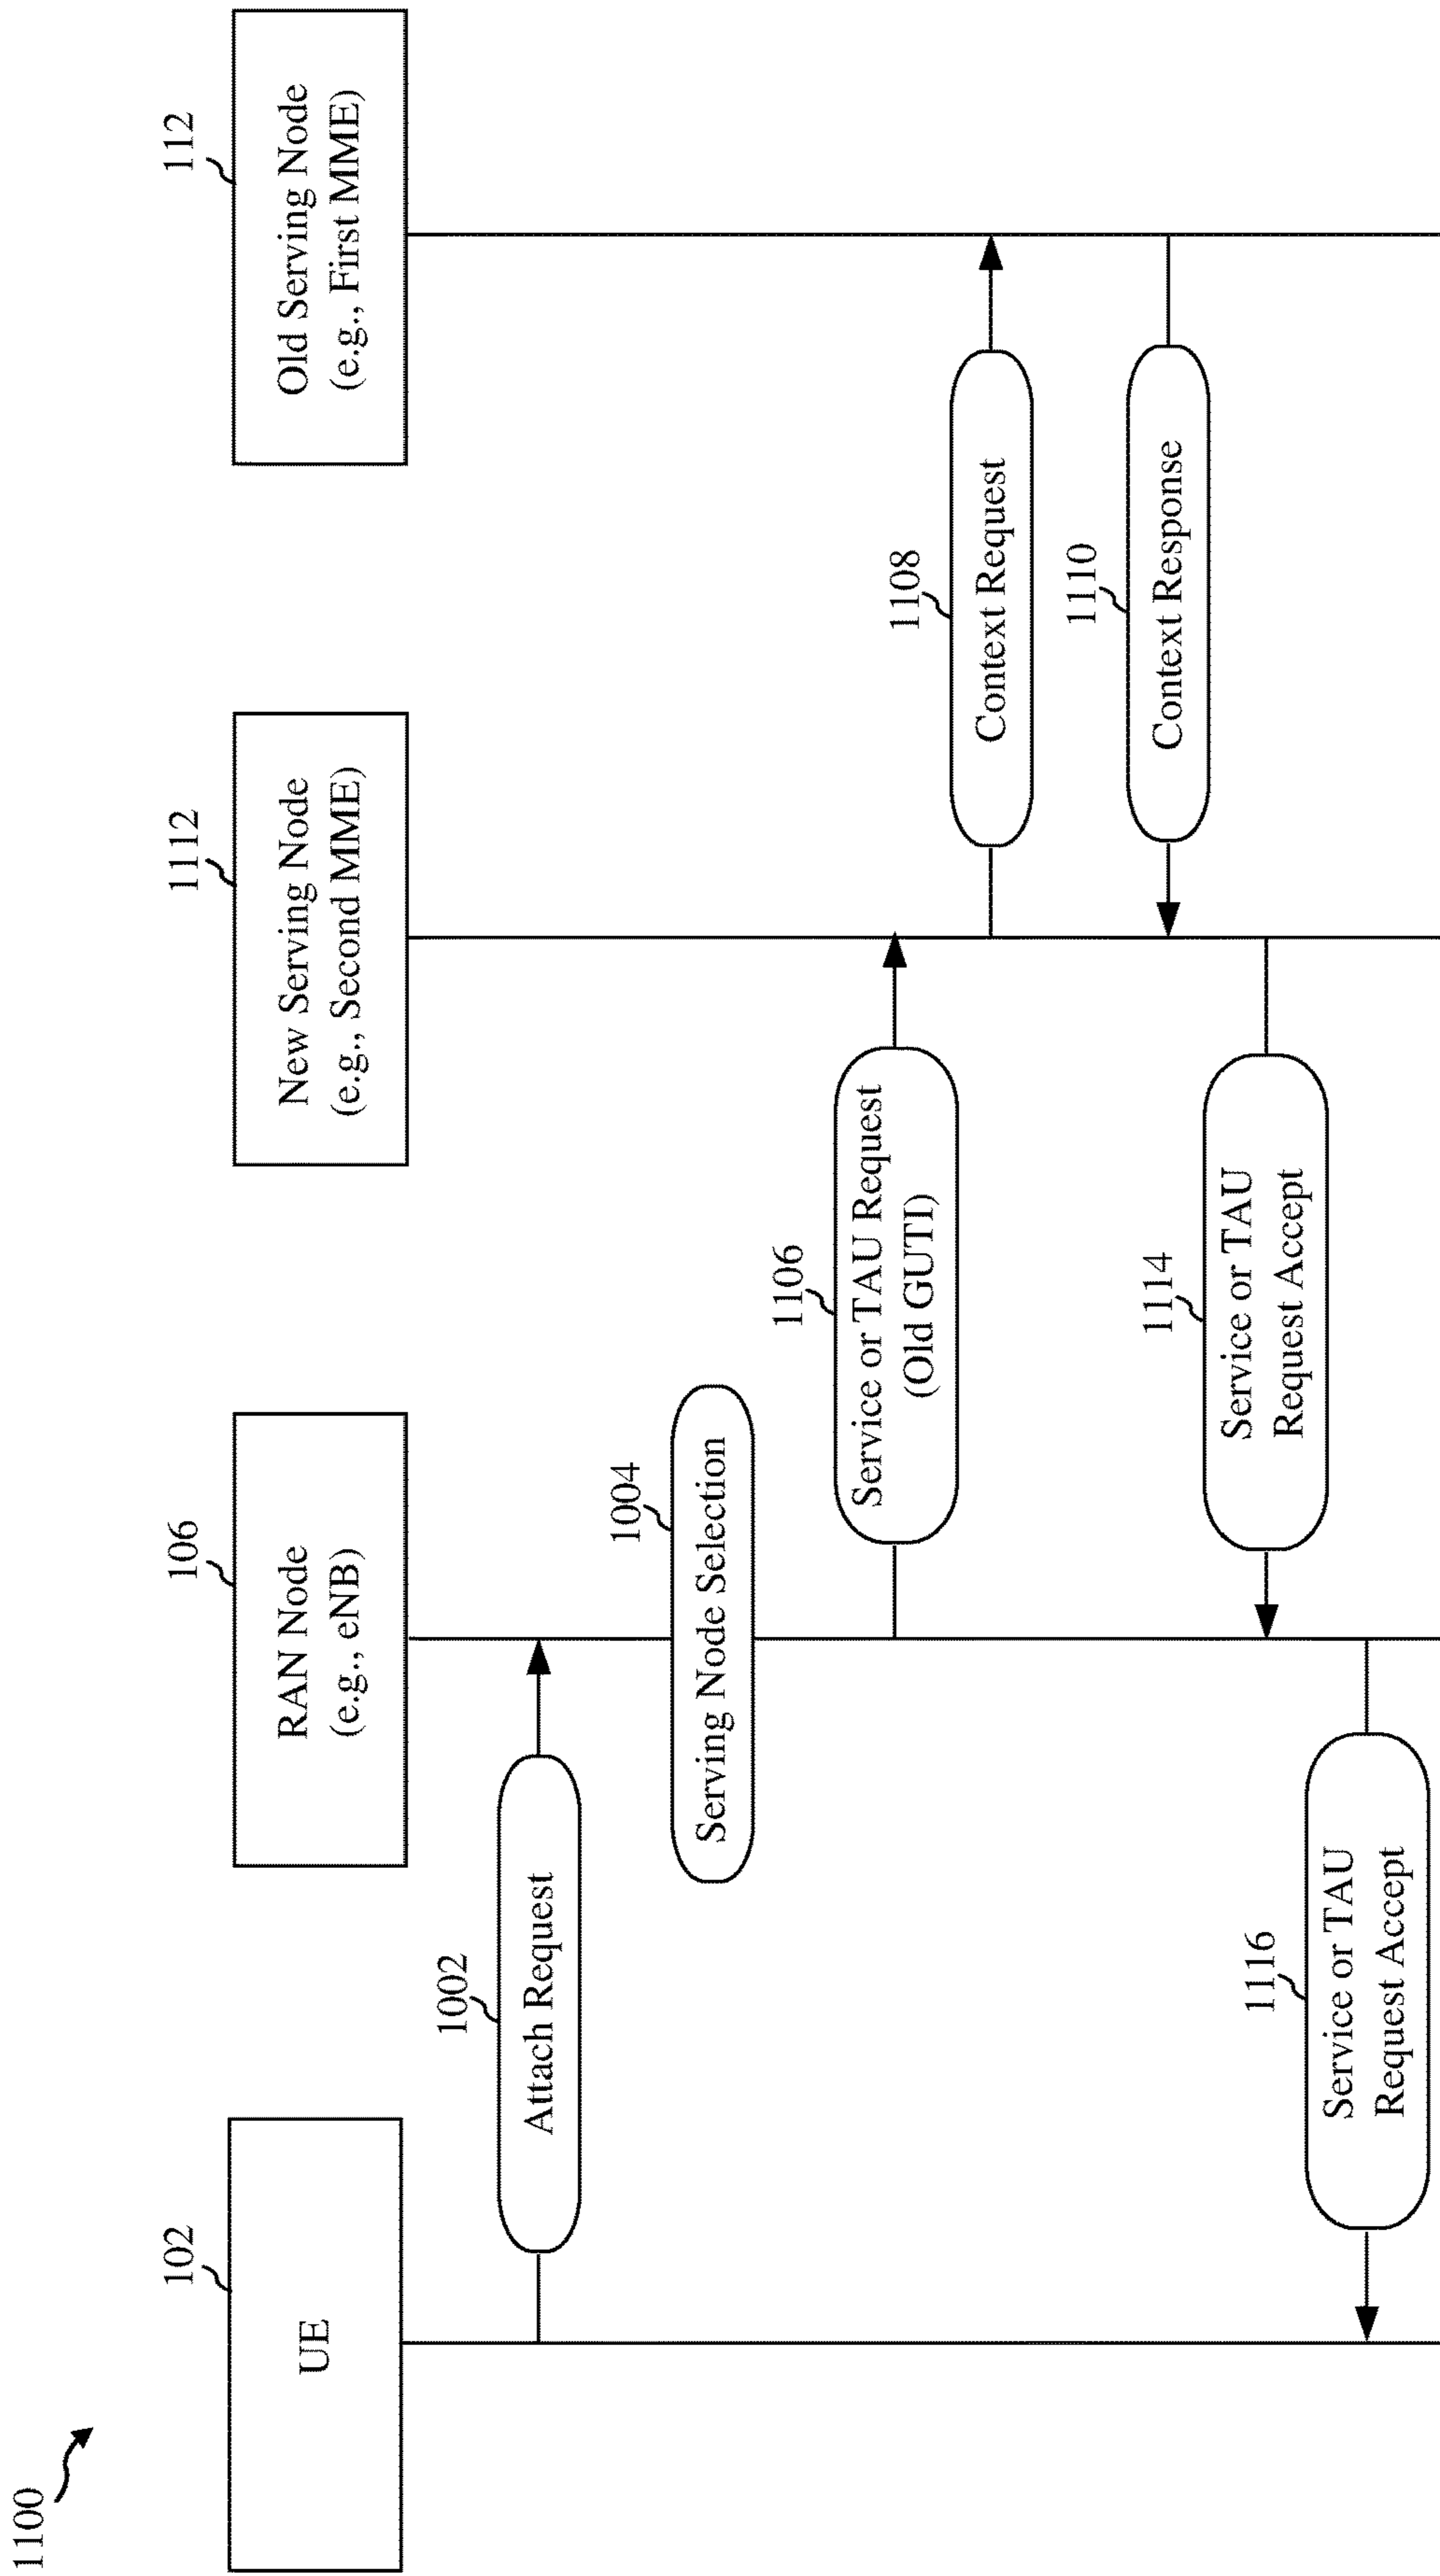 1100
102
UE
106
RAN Node
(e.g., eNB)
1112
New Serving Node
(e.g., Second MME)
112
Old Serving Node
(e.g., First MME)
1002
Attach Request
1004
Serving Node Selection
1106
Service or TAU Request
(Old GUTI)
1108
Context Request
1110
Context Response
1114
Service or TAU
Request Accept
1116
Service or TAU
Request Accept